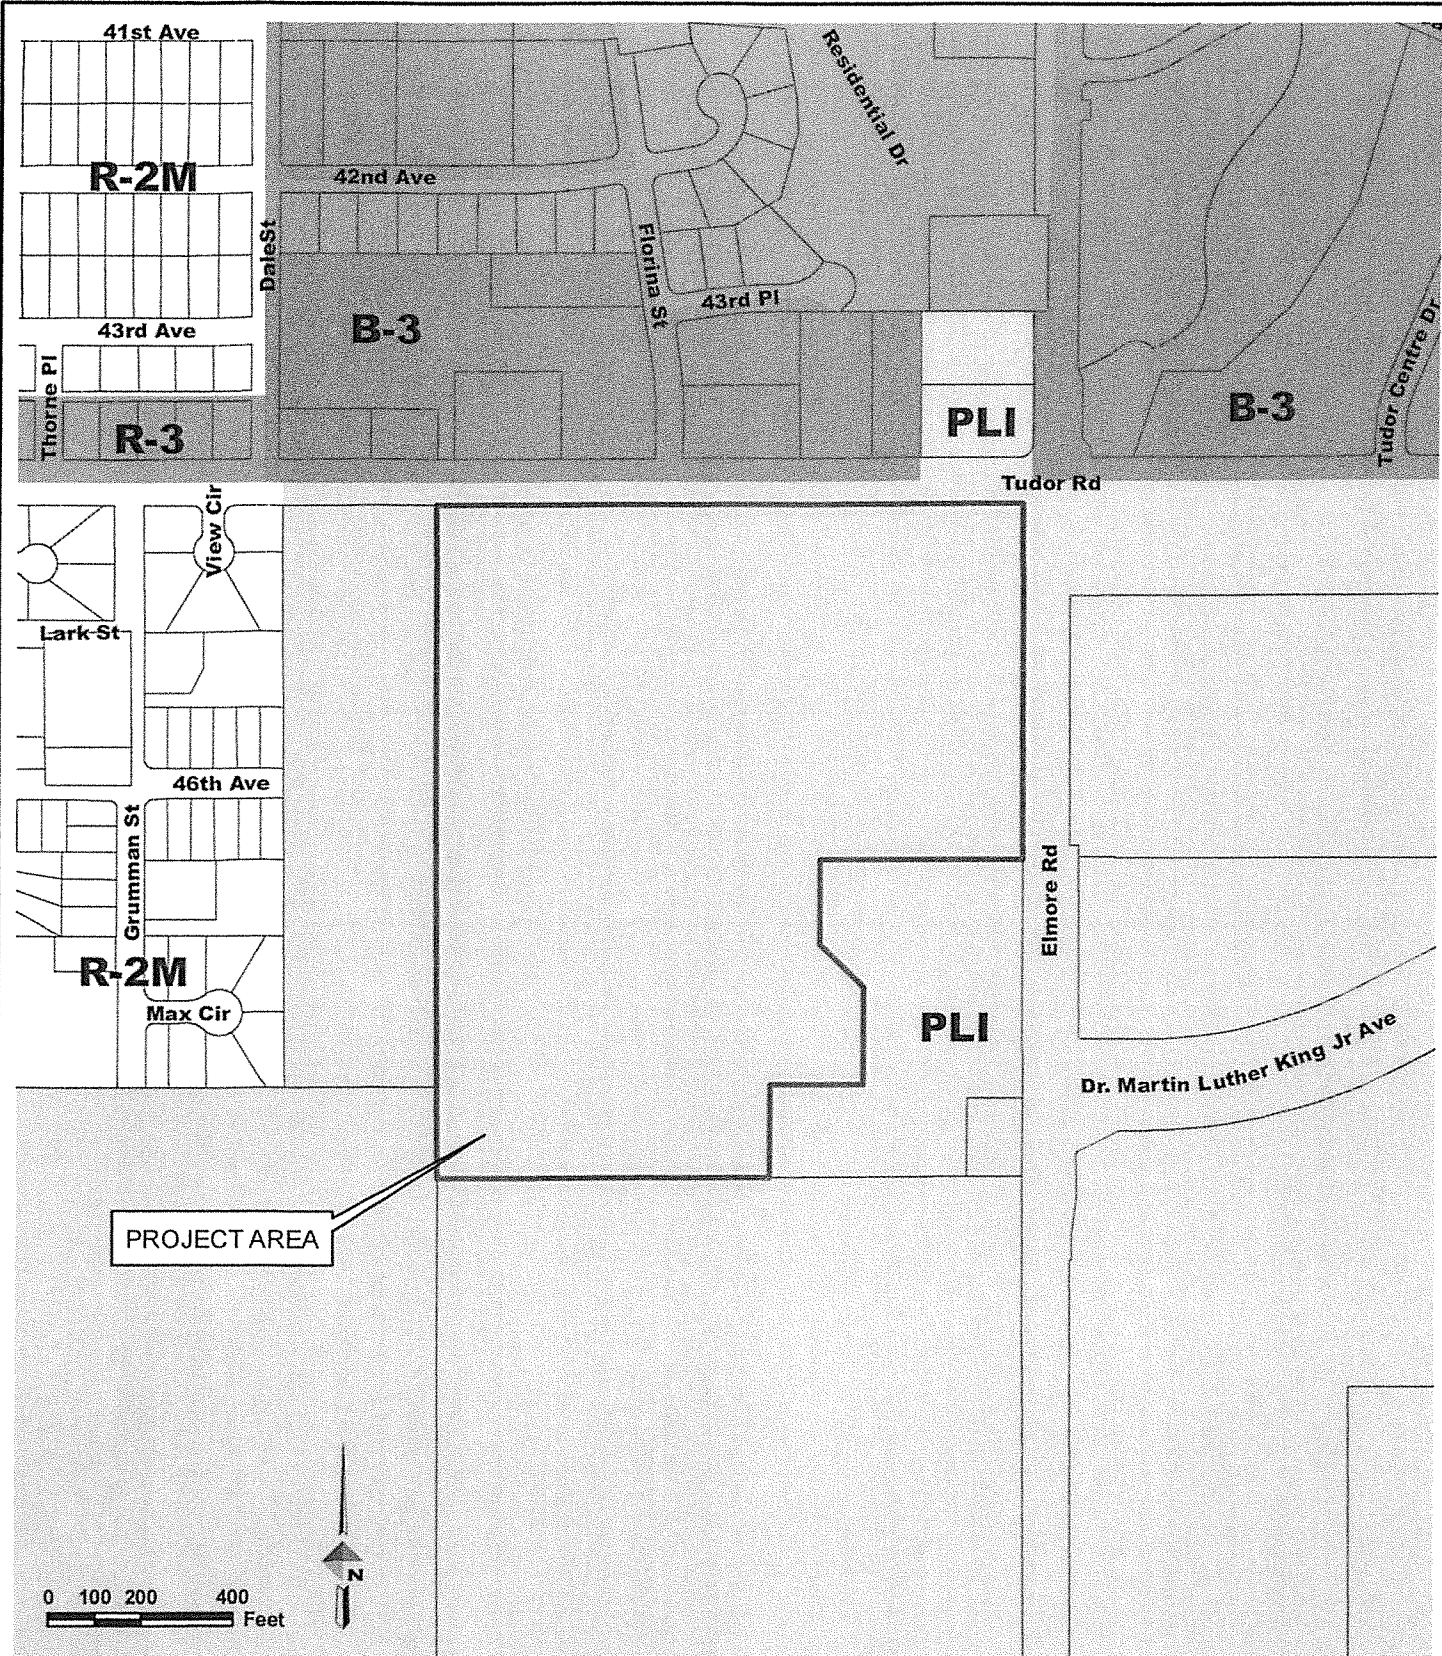 41st Ave
Residential Dr
R-2M
42nd Ave
Dale St
Florina St
43rd Pl
43rd Ave
B-3
Thorne Pl
R-3
PLI
B-3
Tudor Centre Dr
Tudor Rd
View Cir
Lark St
46th Ave
Grumman St
Elmore Rd
R-2M
Max Cir
PLI
Dr. Martin Luther King Jr Ave
PROJECT AREA
N
0 100 200 400
Feet